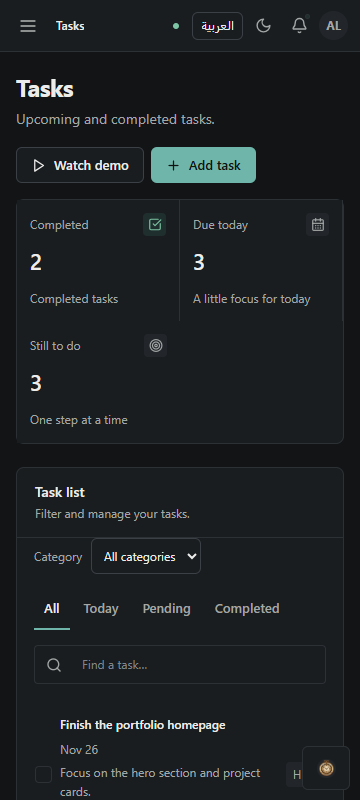 Tasks
العربية
AL
Tasks
Upcoming and completed tasks.
Watch demo
Add task
Completed
2
Completed tasks
Due today
3
A little focus for today
Still to do
3
One step at a time
Task list
Filter and manage your tasks.
Category
All categories
All
Today
Pending
Completed
Find a task...
Finish the portfolio homepage
Nov 26
Focus on the hero section and project
cards.